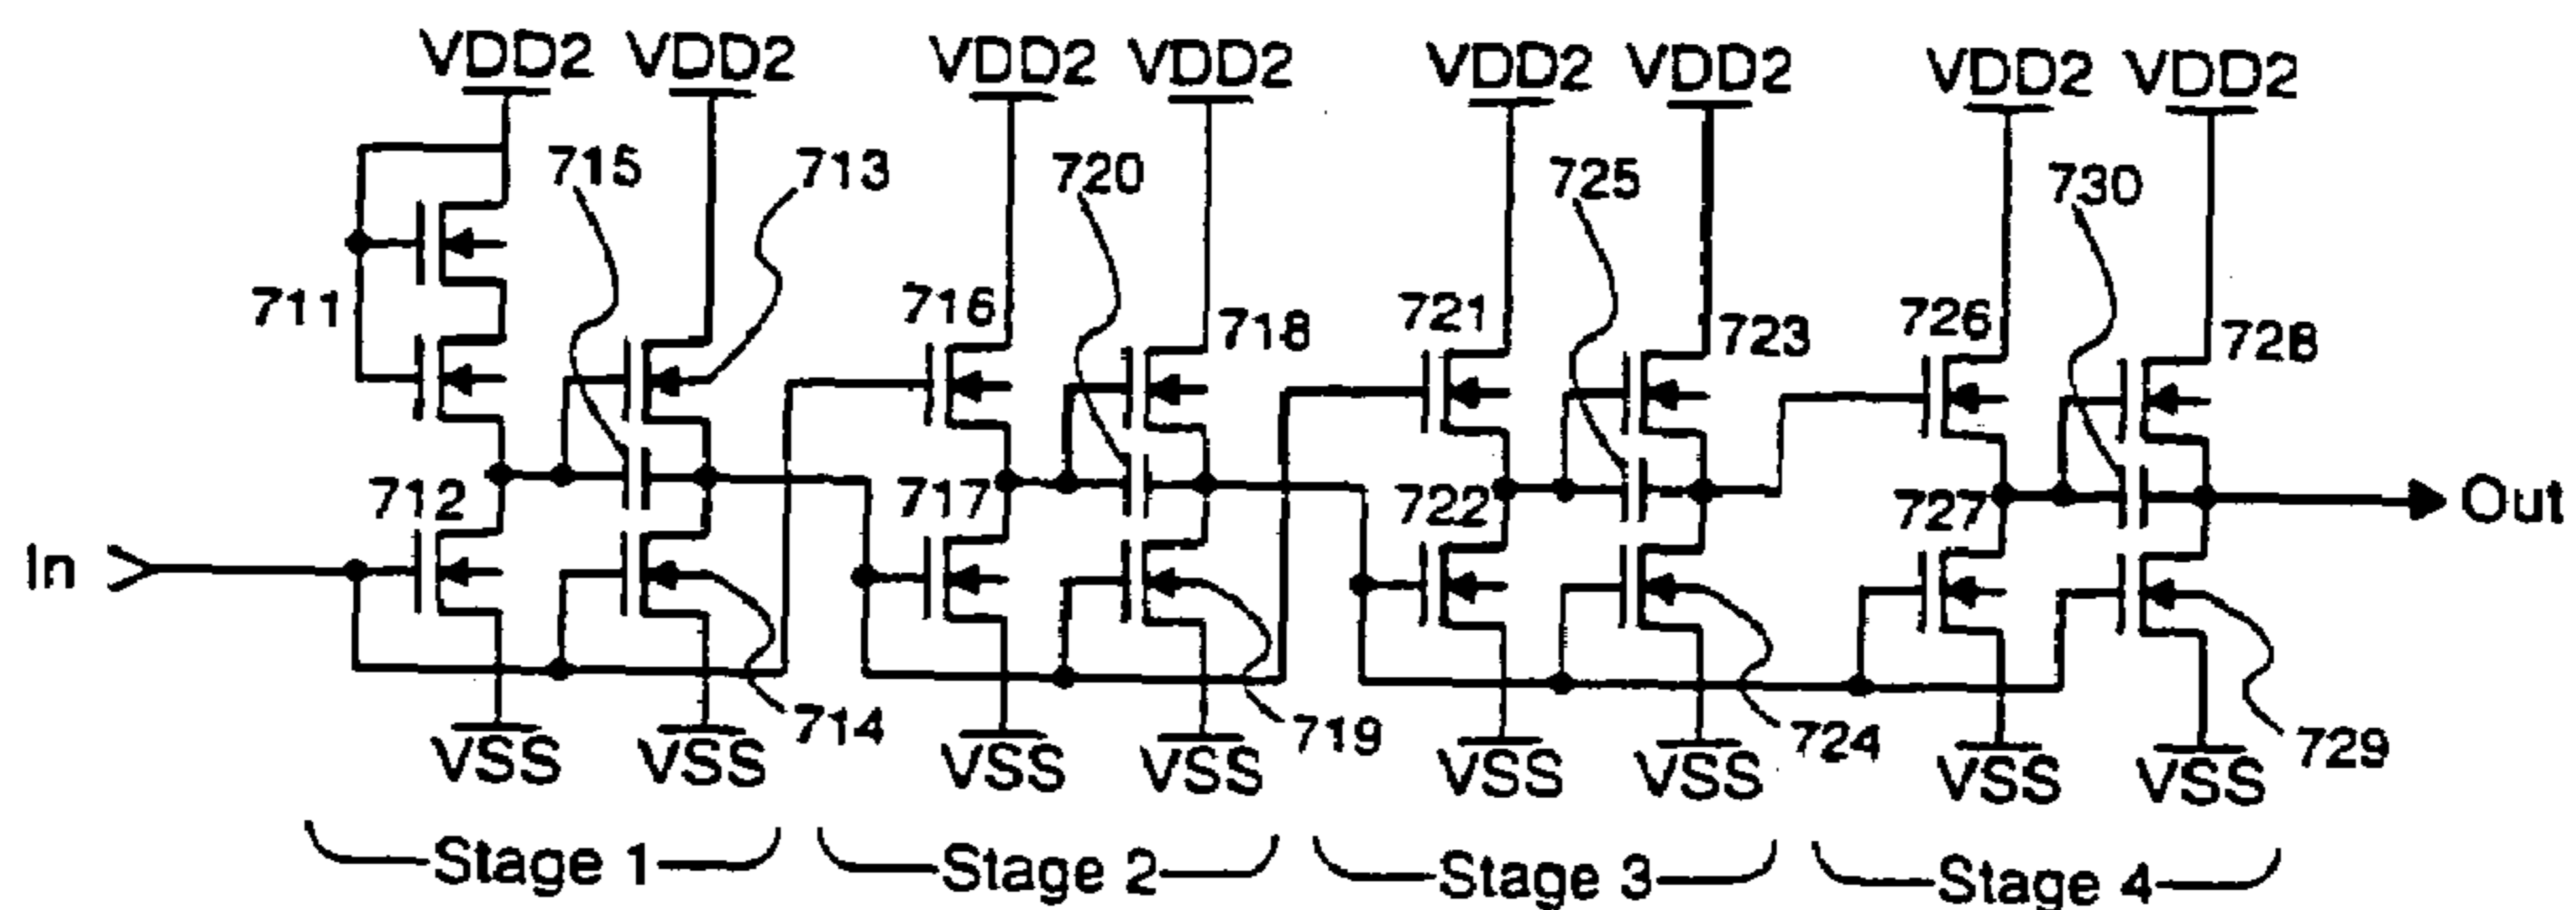 VDD2 VDD2 VDD2 VDD2 VDD2 VDD2 VDD2 VDD2
715 713 720 725 730
711 716 718 721 723 726 728
712 717 722 727
In Out
714 719 724 729
VSS VSS VSS VSS VSS VSS VSS VSS
Stage 1 Stage 2 Stage 3 Stage 4